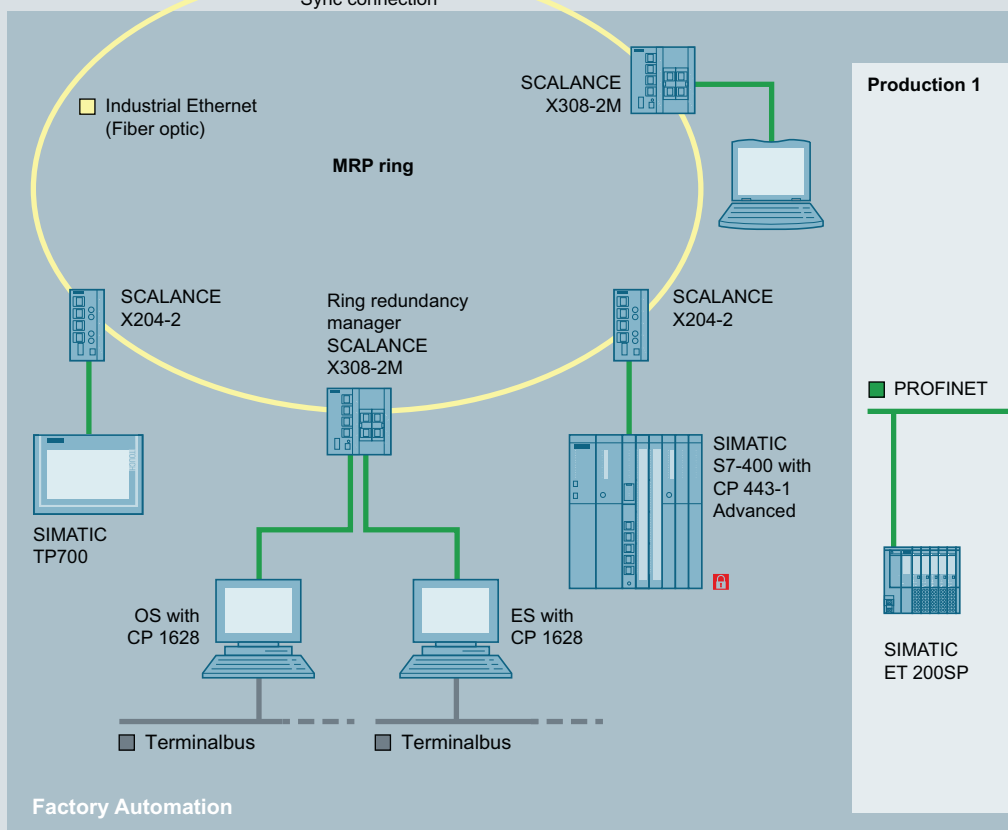 Sync connection
SCALANCE
X308-2M
Production 1
Industrial Ethernet
(Fiber optic)
MRP ring
SCALANCE
X204-2
Ring redundancy
manager
SCALANCE
X308-2M
SCALANCE
X204-2
PROFINET
SIMATIC
TP700
SIMATIC
S7-400 with
CP 443-1
Advanced
OS with
CP 1628
ES with
CP 1628
SIMATIC
ET 200SP
Terminalbus
Terminalbus
Factory Automation